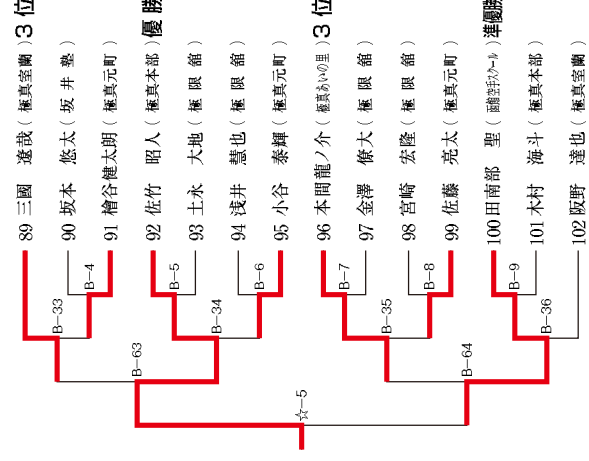 89 三國 遼哉 (極真室蘭) 3位
90 坂本 悠太 (坂井塾)
91 檜谷健太朗 (極真元町)
92 佐竹 昭人 (極真本部) 優勝
93 土永 大地 (極限舘)
94 浅井 慧也 (極限舘)
95 小谷 泰輝 (極真元町)
96 本間龍ノ介 (極真あいの里) 3位
97 金澤 僚大 (極限舘)
98 宮崎 宏隆 (極限舘)
99 佐藤 亮太 (極真元町)
100 田南部 聖 (函館空手スクール) 準優勝
101 木村 海斗 (極真本部)
102 阪野 達也 (極真室蘭)
B-4
B-5
B-6
B-7
B-8
B-9
B-33
B-34
B-35
B-36
B-63
B-64
☆-5